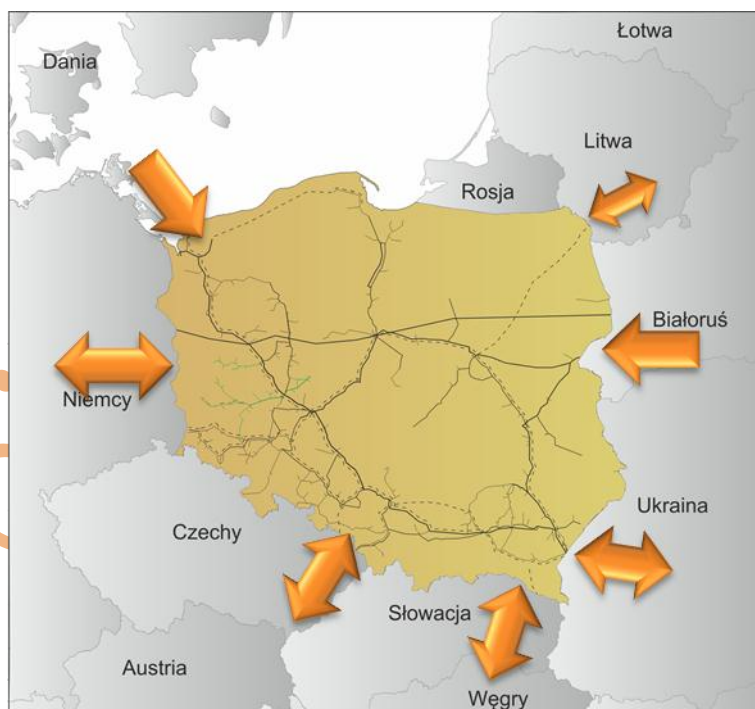 Łotwa
Dania
Litwa
Rosja
Białoruś
Niemcy
Ukraina
Czechy
Słowacja
Austria
Węgry